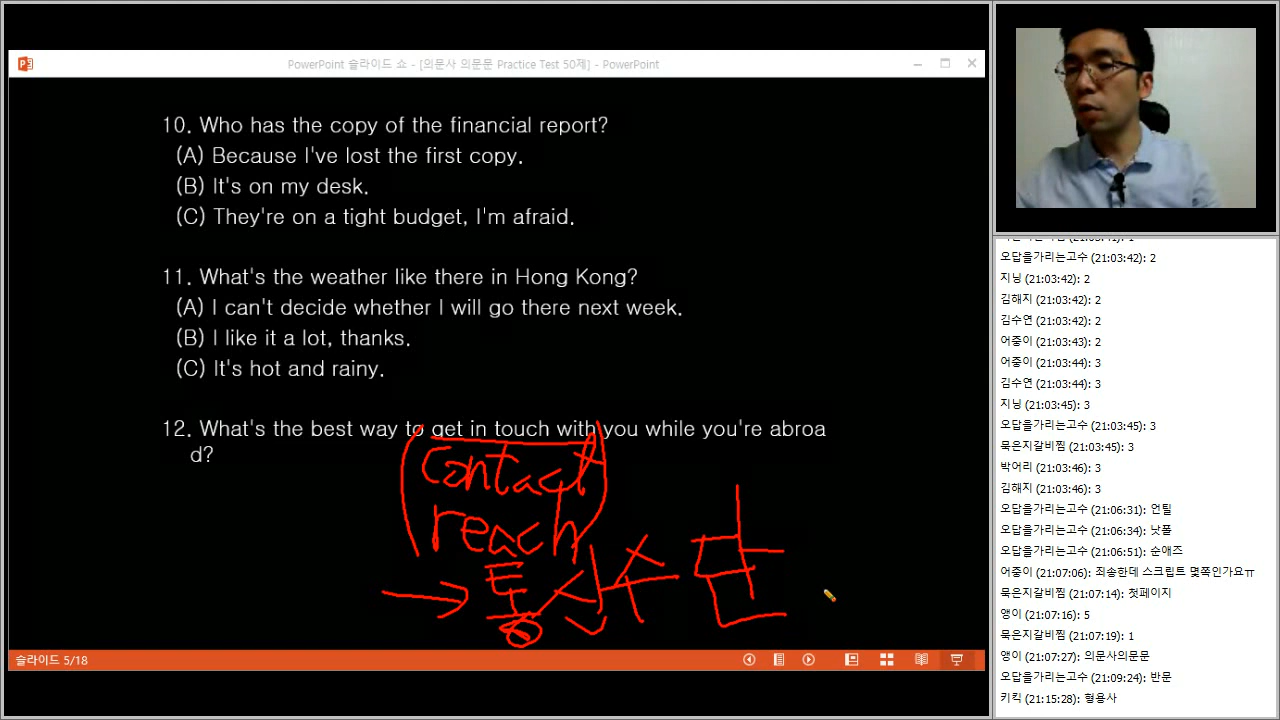 PowerPoint 슬라이드 쇼 - [의문사 의문문 Practice Test 50제] - PowerPoint
10. Who has the copy of the financial report?
(A) Because I've lost the first copy.
(B) It's on my desk.
(C) They're on a tight budget, I'm afraid.
11. What's the weather like there in Hong Kong?
(A) I can't decide whether I will go there next week.
(B) I like it a lot, thanks.
(C) It's hot and rainy.
12. What's the best way to get in touch with you while you're abroa
d?
contact
reach
통신수단
슬라이드 5/18
오답을가리는고수 (21:03:42): 2
지닝 (21:03:42): 2
김해지 (21:03:42): 2
김수연 (21:03:42): 2
어중이 (21:03:43): 2
어중이 (21:03:44): 3
김수연 (21:03:44): 3
지닝 (21:03:45): 3
오답을가리는고수 (21:03:45): 3
묵은지갈비찜 (21:03:45): 3
박어리 (21:03:46): 3
김해지 (21:03:46): 3
오답을가리는고수 (21:06:31): 언틸
오답을가리는고수 (21:06:34): 낫폴
오답을가리는고수 (21:06:51): 순애즈
어중이 (21:07:06): 죄송한데 스크립트 몇쪽인가요ㅠ
묵은지갈비찜 (21:07:14): 첫페이지
앵이 (21:07:16): 5
묵은지갈비찜 (21:07:19): 1
앵이 (21:07:27): 의문사의문문
오답을가리는고수 (21:09:24): 반문
키킥 (21:15:28): 형용사